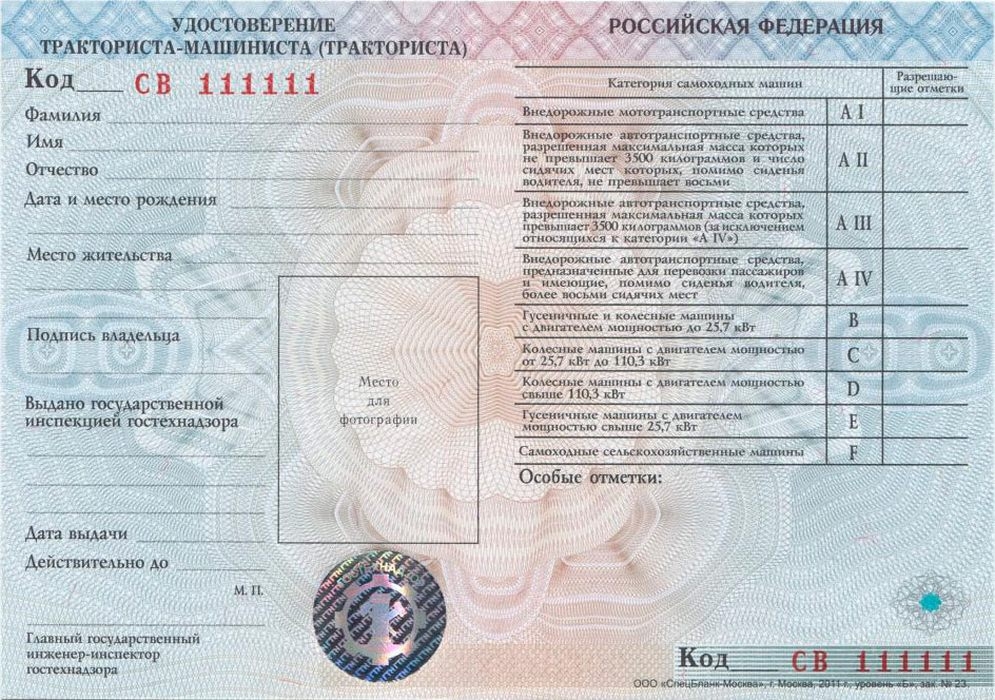 УДОСТОВЕРЕНИЕ
ТРАКТОРИСТА-МАШИНИСТА (ТРАКТОРИСТА)
Код___ СВ 111111
Фамилия
Имя
Отчество
Дата и место рождения
Место жительства
Подпись владельца
Выдано государственной
инспекцией гостехнадзора
Дата выдачи
Действительно до
М. П.
Главный государственный
инженер-инспектор
гостехнадзора
Место
для
фотографии
ГОСТЕХНАДЗОР
РОССИЙСКАЯ ФЕДЕРАЦИЯ
Категория самоходных машин
Разрешаю-
щие отметки
Внедорожные мототранспортные средства
A I
Внедорожные автотранспортные средства,
разрешенная максимальная масса которых
не превышает 3500 килограммов и число
сидячих мест которых, помимо сиденья
водителя, не превышает восьми
A II
Внедорожные автотранспортные средства,
разрешенная максимальная масса которых
превышает 3500 килограммов (за исключением
относящихся к категории «A IV»)
A III
Внедорожные автотранспортные средства,
предназначенные для перевозки пассажиров
и имеющие, помимо сиденья водителя,
более восьми сидячих мест
A IV
Гусеничные и колесные машины
с двигателем мощностью до 25,7 кВт
B
Колесные машины с двигателем мощностью
от 25,7 кВт до 110,3 кВт
C
Колесные машины с двигателем мощностью
свыше 110,3 кВт
D
Гусеничные машины с двигателем
мощностью свыше 25,7 кВт
E
Самоходные сельскохозяйственные машины
F
Особые отметки:
Код____ СВ 111111
ООО «СпецБланк-Москва», г. Москва, 2011 г., уровень «Б», зак. № 23.